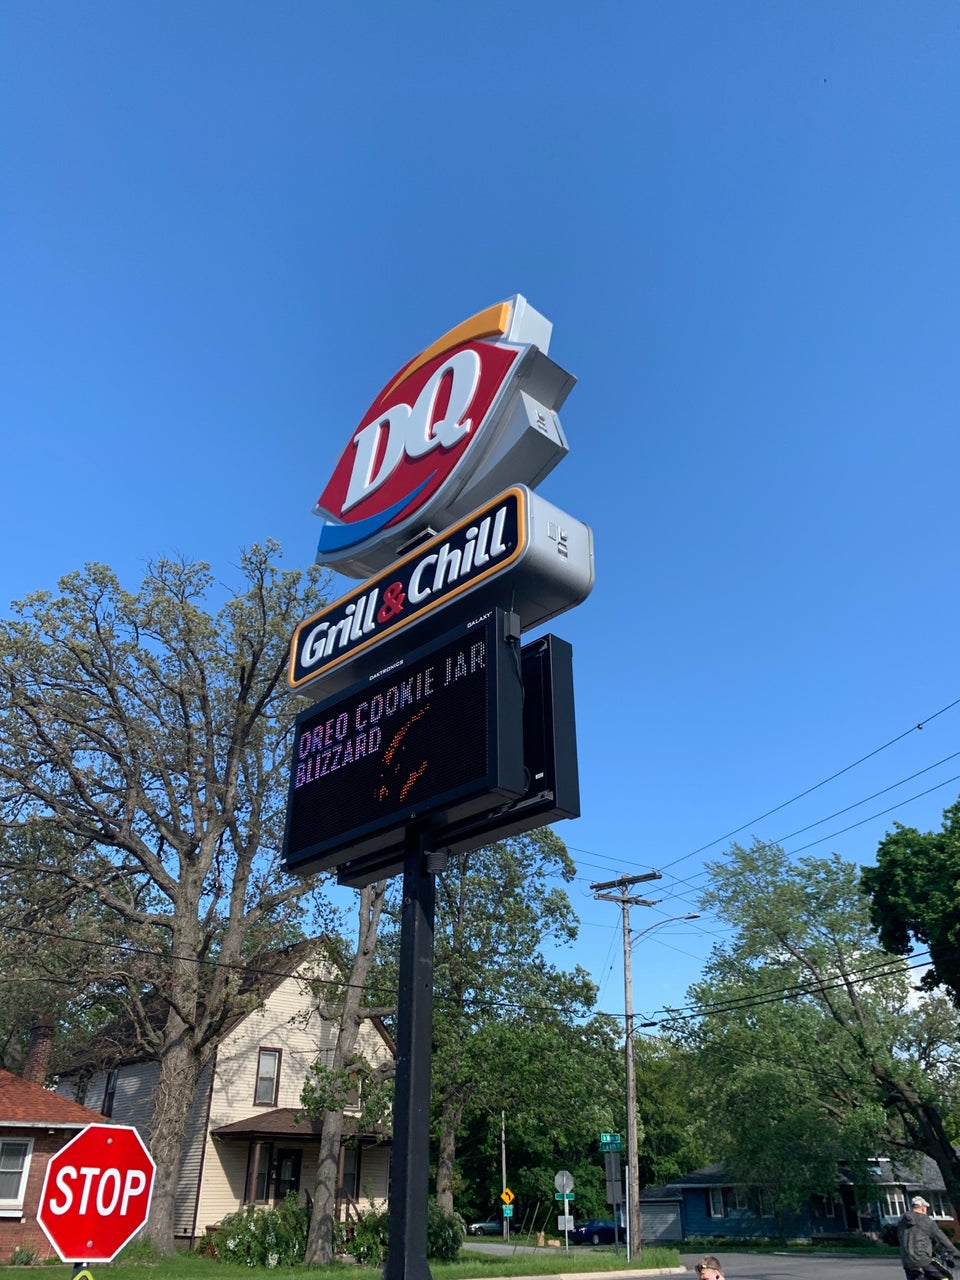 DQ
Grill & Chill
DAKTRONICS GALAXY
OREO COOKIE JAR
BLIZZARD
STOP